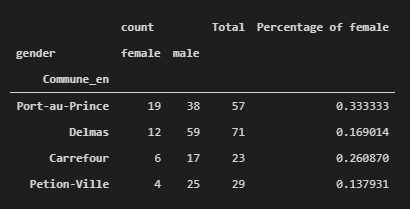 count Total Percentage of female
gender female male
Commune_en
Port-au-Prince 19 38 57 0.333333
Delmas 12 59 71 0.169014
Carrefour 6 17 23 0.260870
Petion-Ville 4 25 29 0.137931